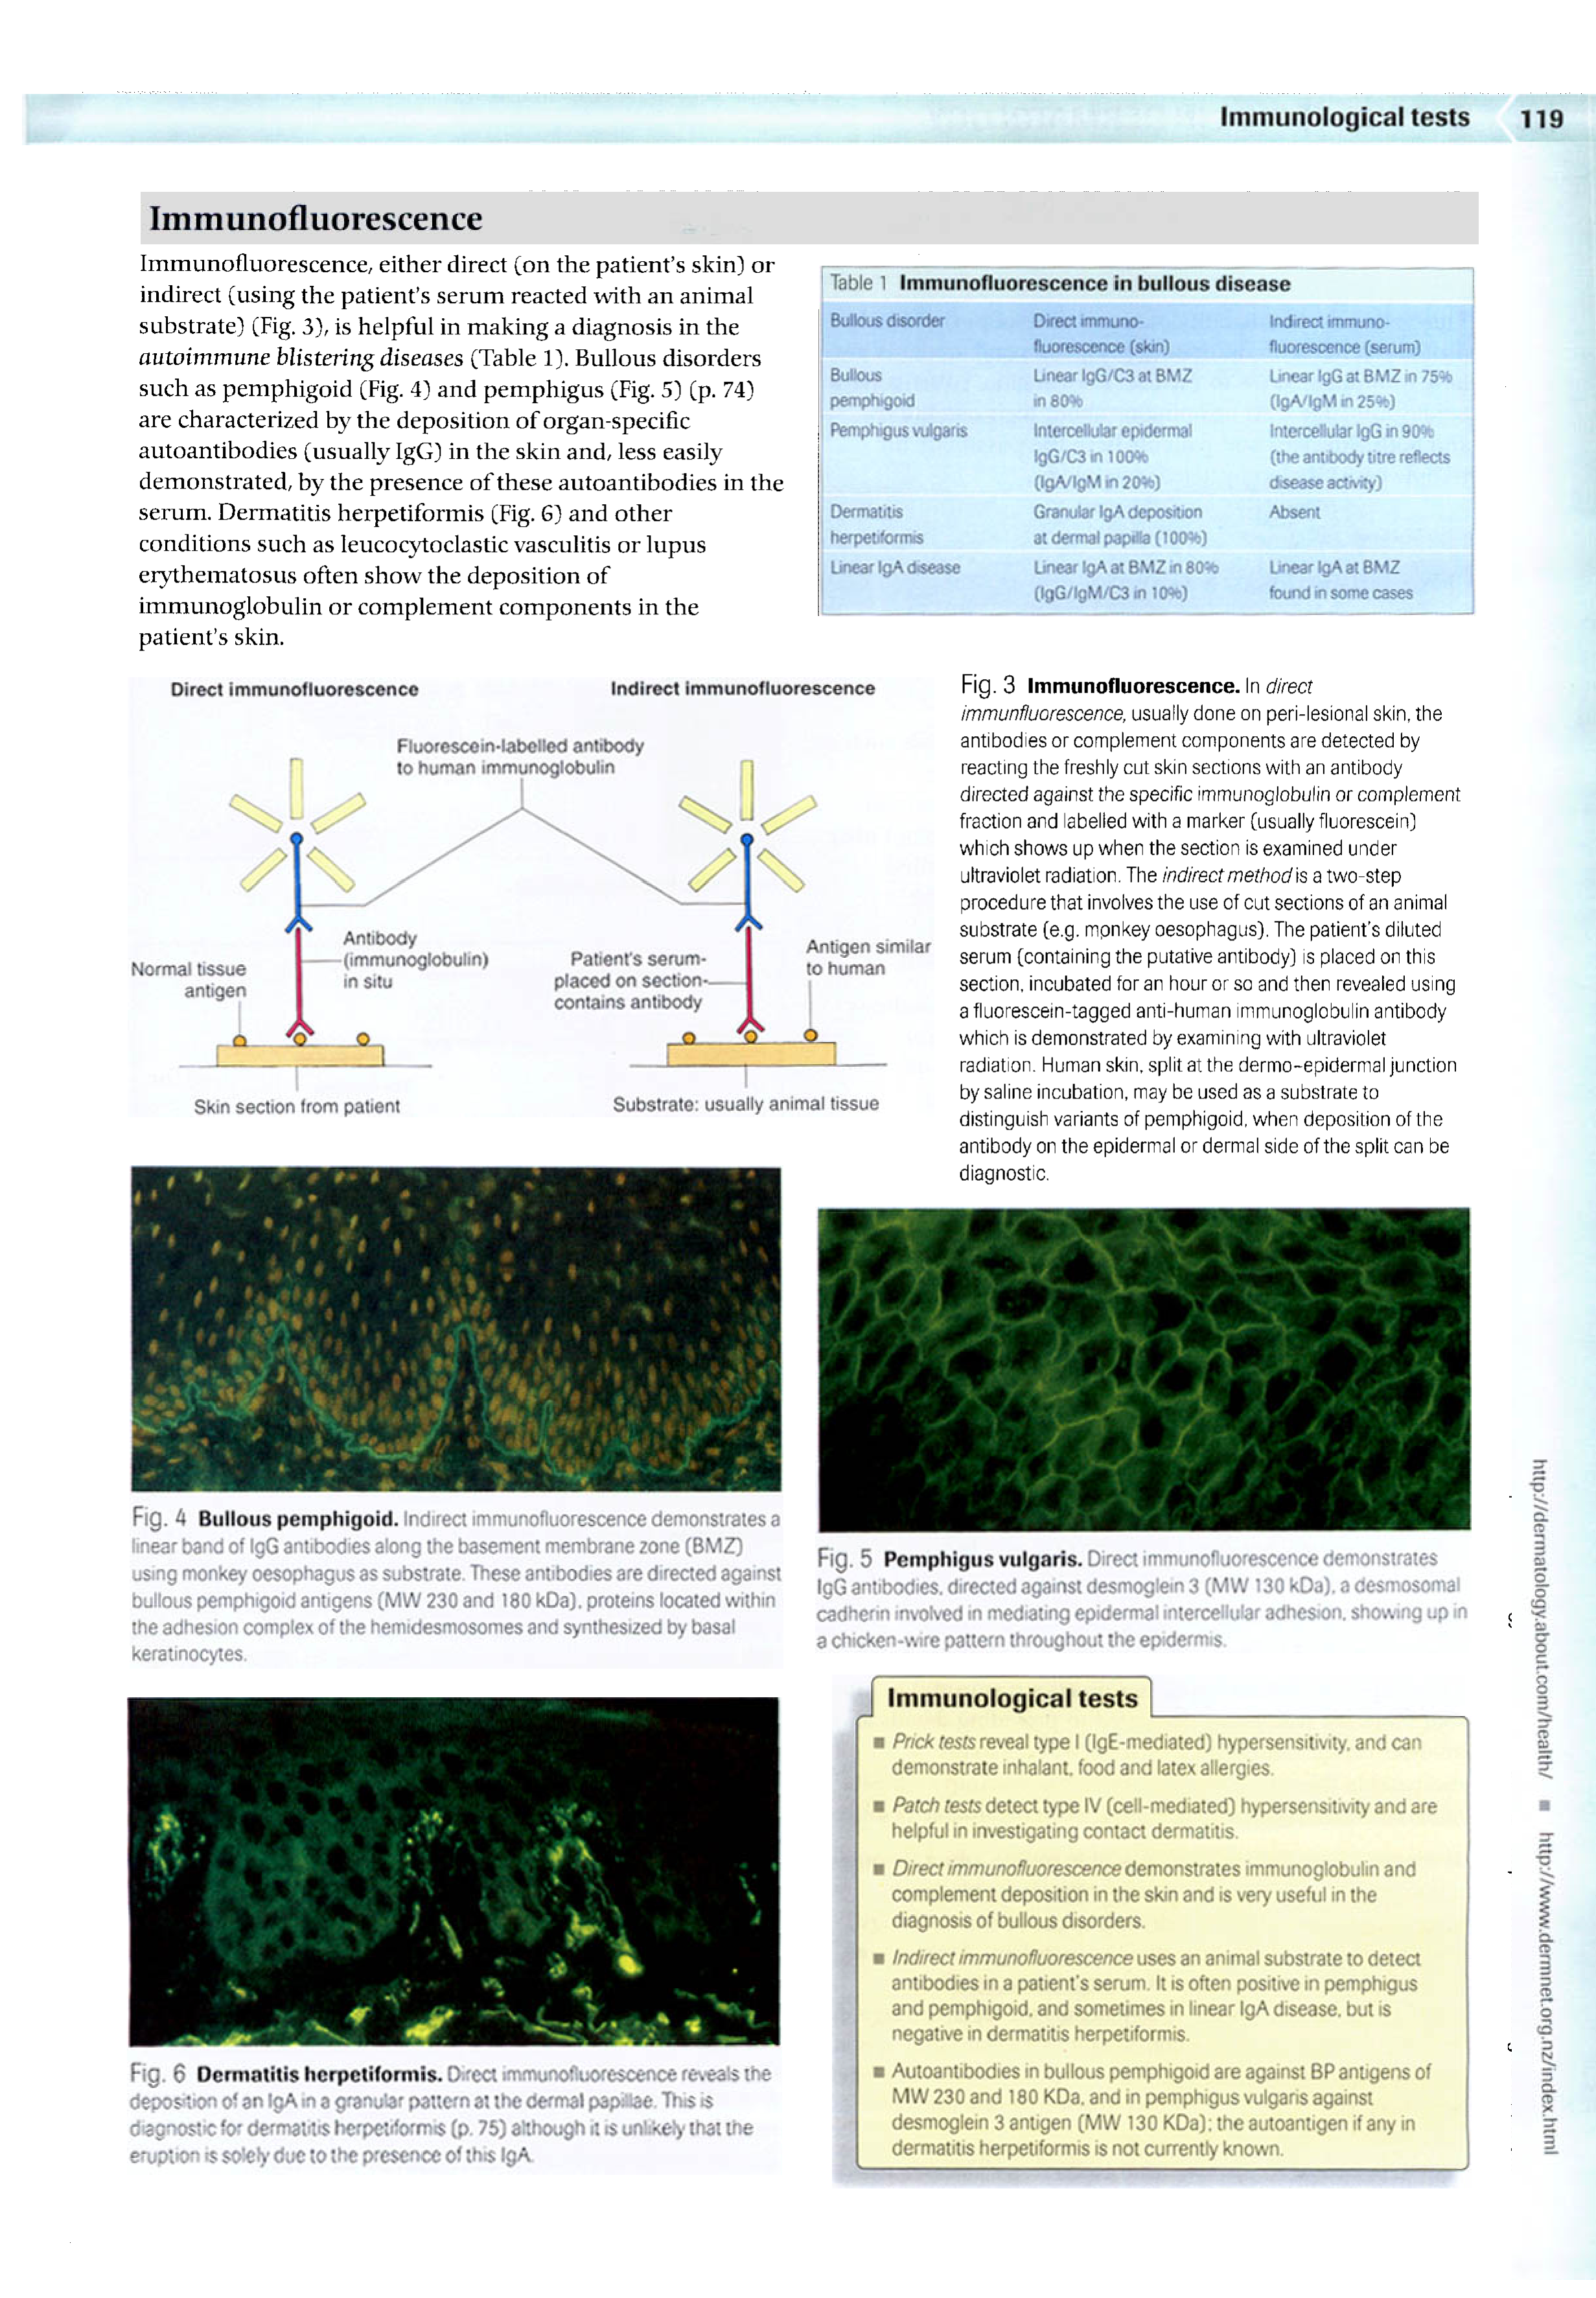 Immunological tests 119
Immunofluorescence
Immunofluorescence, either direct (on the patient's skin) or
indirect (using the patient's serum reacted with an animal
substrate) (Fig. 3), is helpful in making a diagnosis in the
autoimmune blistering diseases (Table 1). Bullous disorders
such as pemphigoid (Fig. 4) and pemphigus (Fig. 5) (p. 74)
are characterized by the deposition of organ-specific
autoantibodies (usually IgG) in the skin and, less easily
demonstrated, by the presence of these autoantibodies in the
serum. Dermatitis herpetiformis (Fig. 6) and other
conditions such as leucocytoclastic vasculitis or lupus
erythematosus often show the deposition of
immunoglobulin or complement components in the
patient's skin.
Table 1 Immunofluorescence in bullous disease
Bullous disorder Direct immuno- Indirect immuno-
fluorescence (skin) fluorescence (serum)
Bullous Linear IgG/C3 at BMZ Linear IgG at BMZ in 75%
pemphigoid in 80% (IgA/IgM in 25%)
Pemphigus vulgaris Intercellular epidermal Intercellular IgG in 90%
IgG/C3 in 100% (the antibody titre reflects
(IgA/IgM in 20%) disease activity)
Dermatitis Granular IgA deposition Absent
herpetiformis at dermal papilla (100%)
Linear IgA disease Linear IgA at BMZ in 80% Linear IgA at BMZ
(IgG/IgM/C3 in 10%) found in some cases
Direct immunofluorescence Indirect immunofluorescence
Fluorescein-labelled antibody
to human immunoglobulin
Normal tissue
antigen
Antibody
(immunoglobulin)
in situ
Patient's serum-
placed on section-
contains antibody
Antigen similar
to human
Skin section from patient
Substrate: usually animal tissue
Fig. 3 Immunofluorescence. In direct
immunfluorescence, usually done on peri-lesional skin, the
antibodies or complement components are detected by
reacting the freshly cut skin sections with an antibody
directed against the specific immunoglobulin or complement
fraction and labelled with a marker (usually fluorescein)
which shows up when the section is examined under
ultraviolet radiation. The indirect method is a two-step
procedure that involves the use of cut sections of an animal
substrate (e.g. monkey oesophagus). The patient's diluted
serum (containing the putative antibody) is placed on this
section, incubated for an hour or so and then revealed using
a fluorescein-tagged anti-human immunoglobulin antibody
which is demonstrated by examining with ultraviolet
radiation. Human skin, split at the dermo-epidermal junction
by saline incubation, may be used as a substrate to
distinguish variants of pemphigoid, when deposition of the
antibody on the epidermal or dermal side of the split can be
diagnostic.
Fig. 4 Bullous pemphigoid. Indirect immunofluorescence demonstrates a
linear band of IgG antibodies along the basement membrane zone (BMZ)
using monkey oesophagus as substrate. These antibodies are directed against
bullous pemphigoid antigens (MW 230 and 180 kDa), proteins located within
the adhesion complex of the hemidesmosomes and synthesized by basal
keratinocytes.
Fig. 5 Pemphigus vulgaris. Direct immunofluorescence demonstrates
IgG antibodies, directed against desmoglein 3 (MW 130 kDa), a desmosomal
cadherin involved in mediating epidermal intercellular adhesion, showing up in
a chicken-wire pattern throughout the epidermis.
Fig. 6 Dermatitis herpetiformis. Direct immunofluorescence reveals the
deposition of an IgA in a granular pattern at the dermal papillae. This is
diagnostic for dermatitis herpetiformis (p. 75) although it is unlikely that the
eruption is solely due to the presence of this IgA.
Immunological tests
■ Prick tests reveal type I (IgE-mediated) hypersensitivity, and can
demonstrate inhalant, food and latex allergies.
■ Patch tests detect type IV (cell-mediated) hypersensitivity and are
helpful in investigating contact dermatitis.
■ Direct immunofluorescence demonstrates immunoglobulin and
complement deposition in the skin and is very useful in the
diagnosis of bullous disorders.
■ Indirect immunofluorescence uses an animal substrate to detect
antibodies in a patient's serum. It is often positive in pemphigus
and pemphigoid, and sometimes in linear IgA disease, but is
negative in dermatitis herpetiformis.
■ Autoantibodies in bullous pemphigoid are against BP antigens of
MW 230 and 180 KDa, and in pemphigus vulgaris against
desmoglein 3 antigen (MW 130 KDa); the autoantigen if any in
dermatitis herpetiformis is not currently known.
http://dermatology.about.com/health/ ■ http://www.dermnet.org.nz/index.html